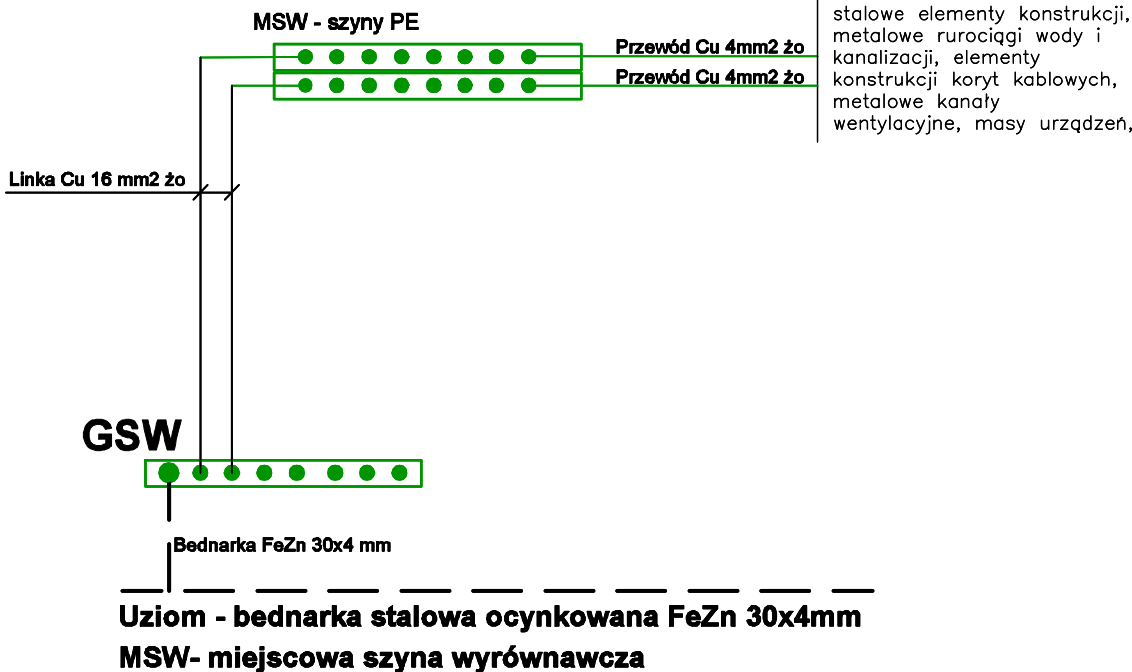 MSW - szyny PE
Przewód Cu 4mm2 żo
Przewód Cu 4mm2 żo
stalowe elementy konstrukcji,
metalowe rurociągi wody i
kanalizacji, elementy
konstrukcji koryt kablowych,
metalowe kanały
wentylacyjne, masy urządzeń,
Linka Cu 16 mm2 żo
GSW
Bednarka FeZn 30x4 mm
Uziom - bednarka stalowa ocynkowana FeZn 30x4mm
MSW- miejscowa szyna wyrównawcza